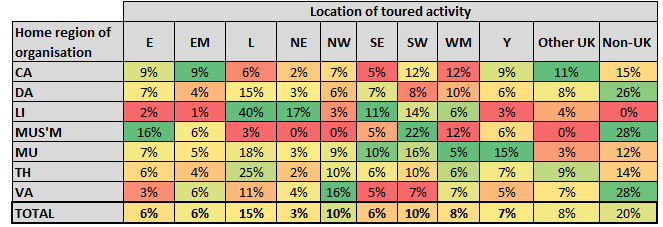 Location of toured activity
Home region of organisation E EM L NE NW SE SW WM Y Other UK Non-UK
CA 9% 9% 6% 2% 7% 5% 12% 12% 9% 11% 15%
DA 7% 4% 15% 3% 6% 7% 8% 10% 6% 8% 26%
LI 2% 1% 40% 17% 3% 11% 14% 6% 3% 4% 0%
MUS'M 16% 6% 3% 0% 0% 5% 22% 12% 6% 0% 28%
MU 7% 5% 18% 3% 9% 10% 16% 5% 15% 3% 12%
TH 6% 4% 25% 2% 10% 6% 10% 6% 7% 9% 14%
VA 3% 6% 11% 4% 16% 5% 7% 7% 5% 7% 28%
TOTAL 6% 6% 15% 3% 10% 6% 10% 8% 7% 8% 20%